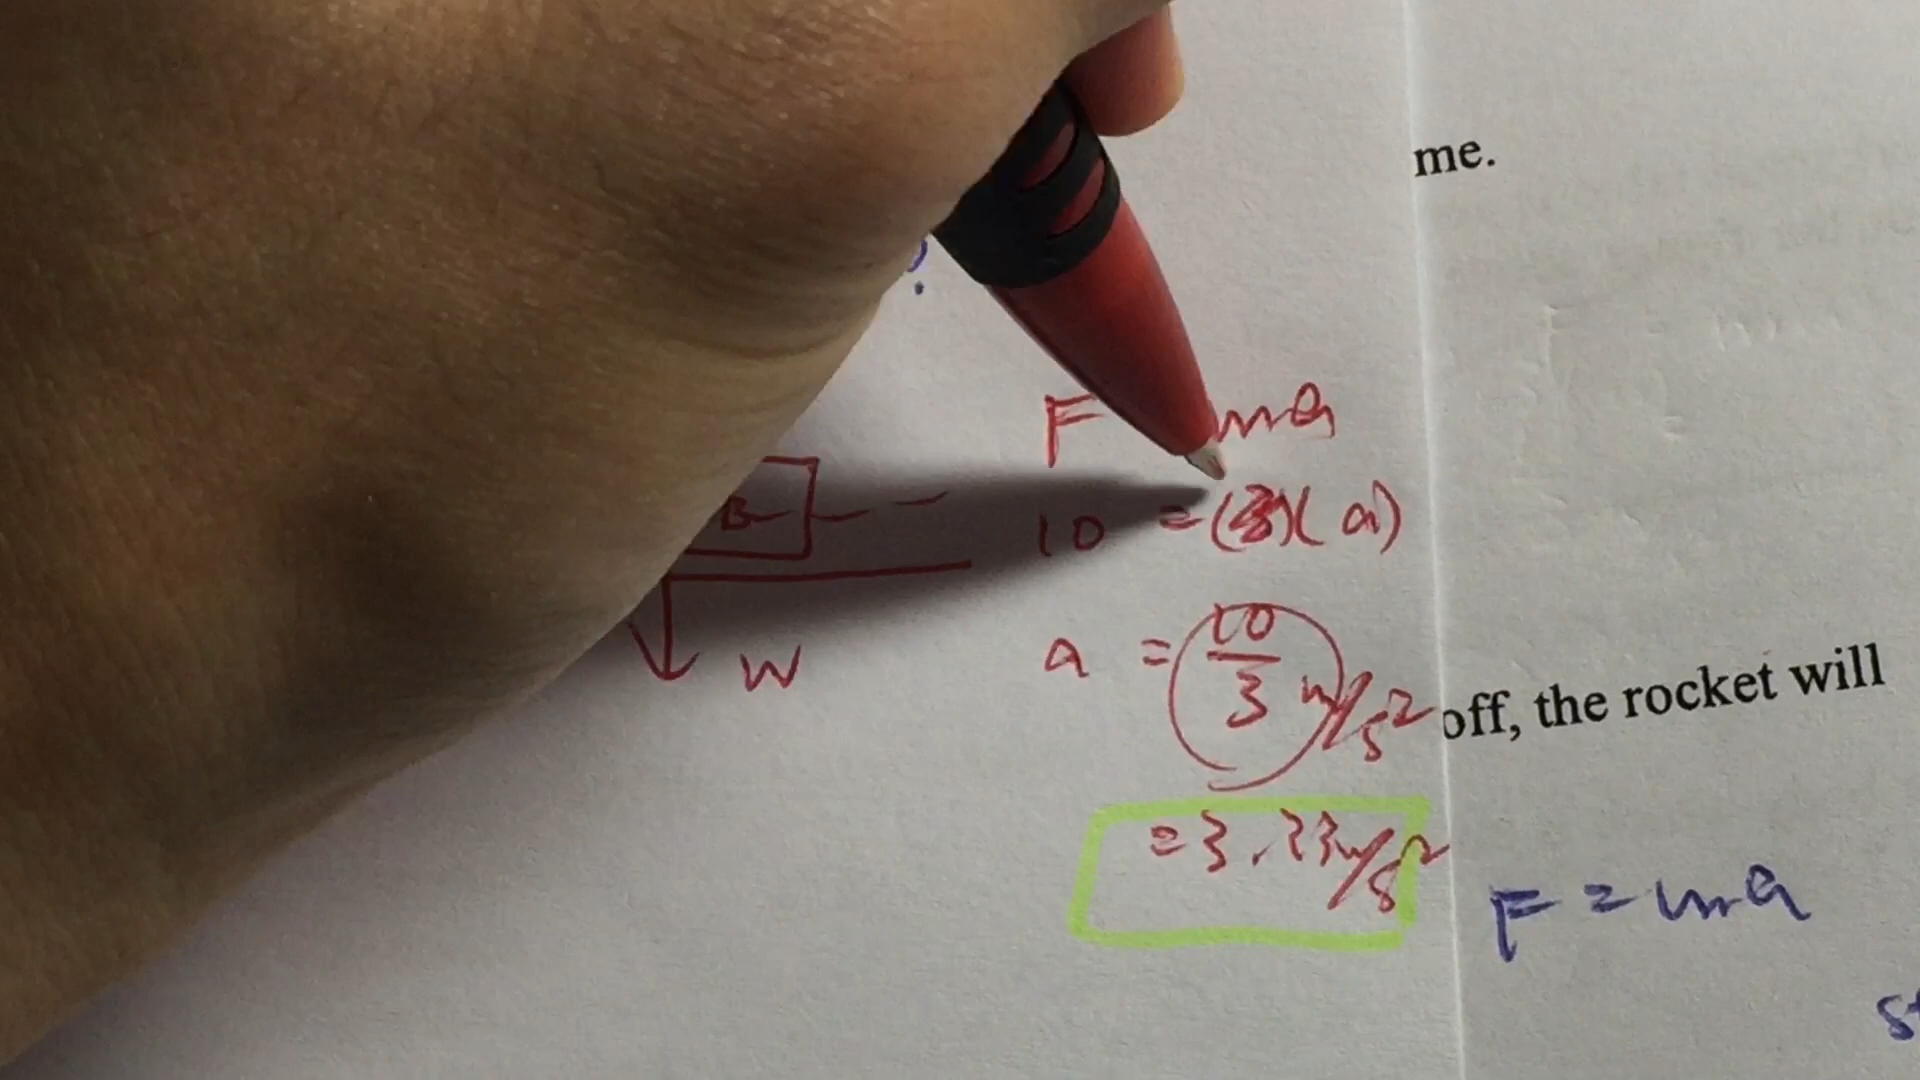 me.
F ma
10 = (3)(a)
B
a = 10/3 m/s²
W
off, the rocket will
= 3.33 m/s²
F = ma